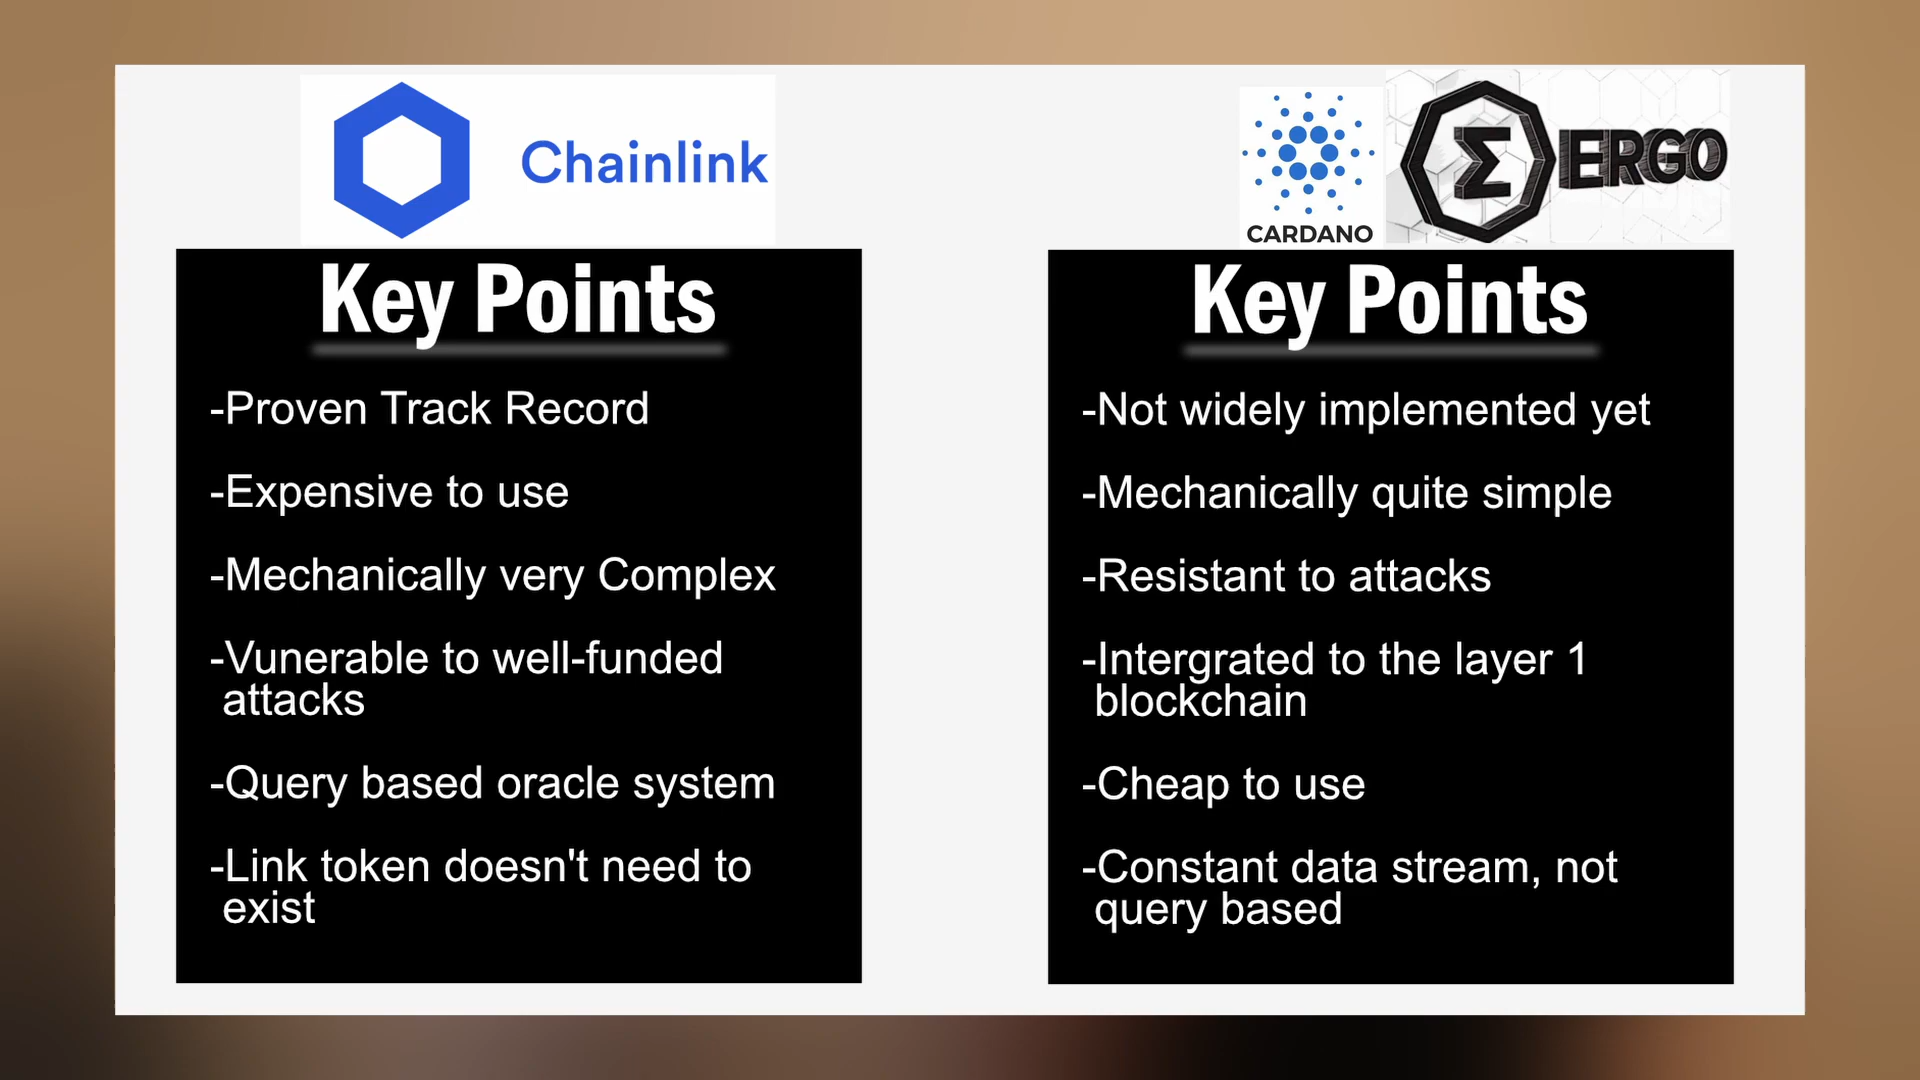 Chainlink
Key Points
-Proven Track Record
-Expensive to use
-Mechanically very Complex
-Vunerable to well-funded
attacks
-Query based oracle system
-Link token doesn't need to
exist
CARDANO
Σ ERGO
Key Points
-Not widely implemented yet
-Mechanically quite simple
-Resistant to attacks
-Intergrated to the layer 1
blockchain
-Cheap to use
-Constant data stream, not
query based